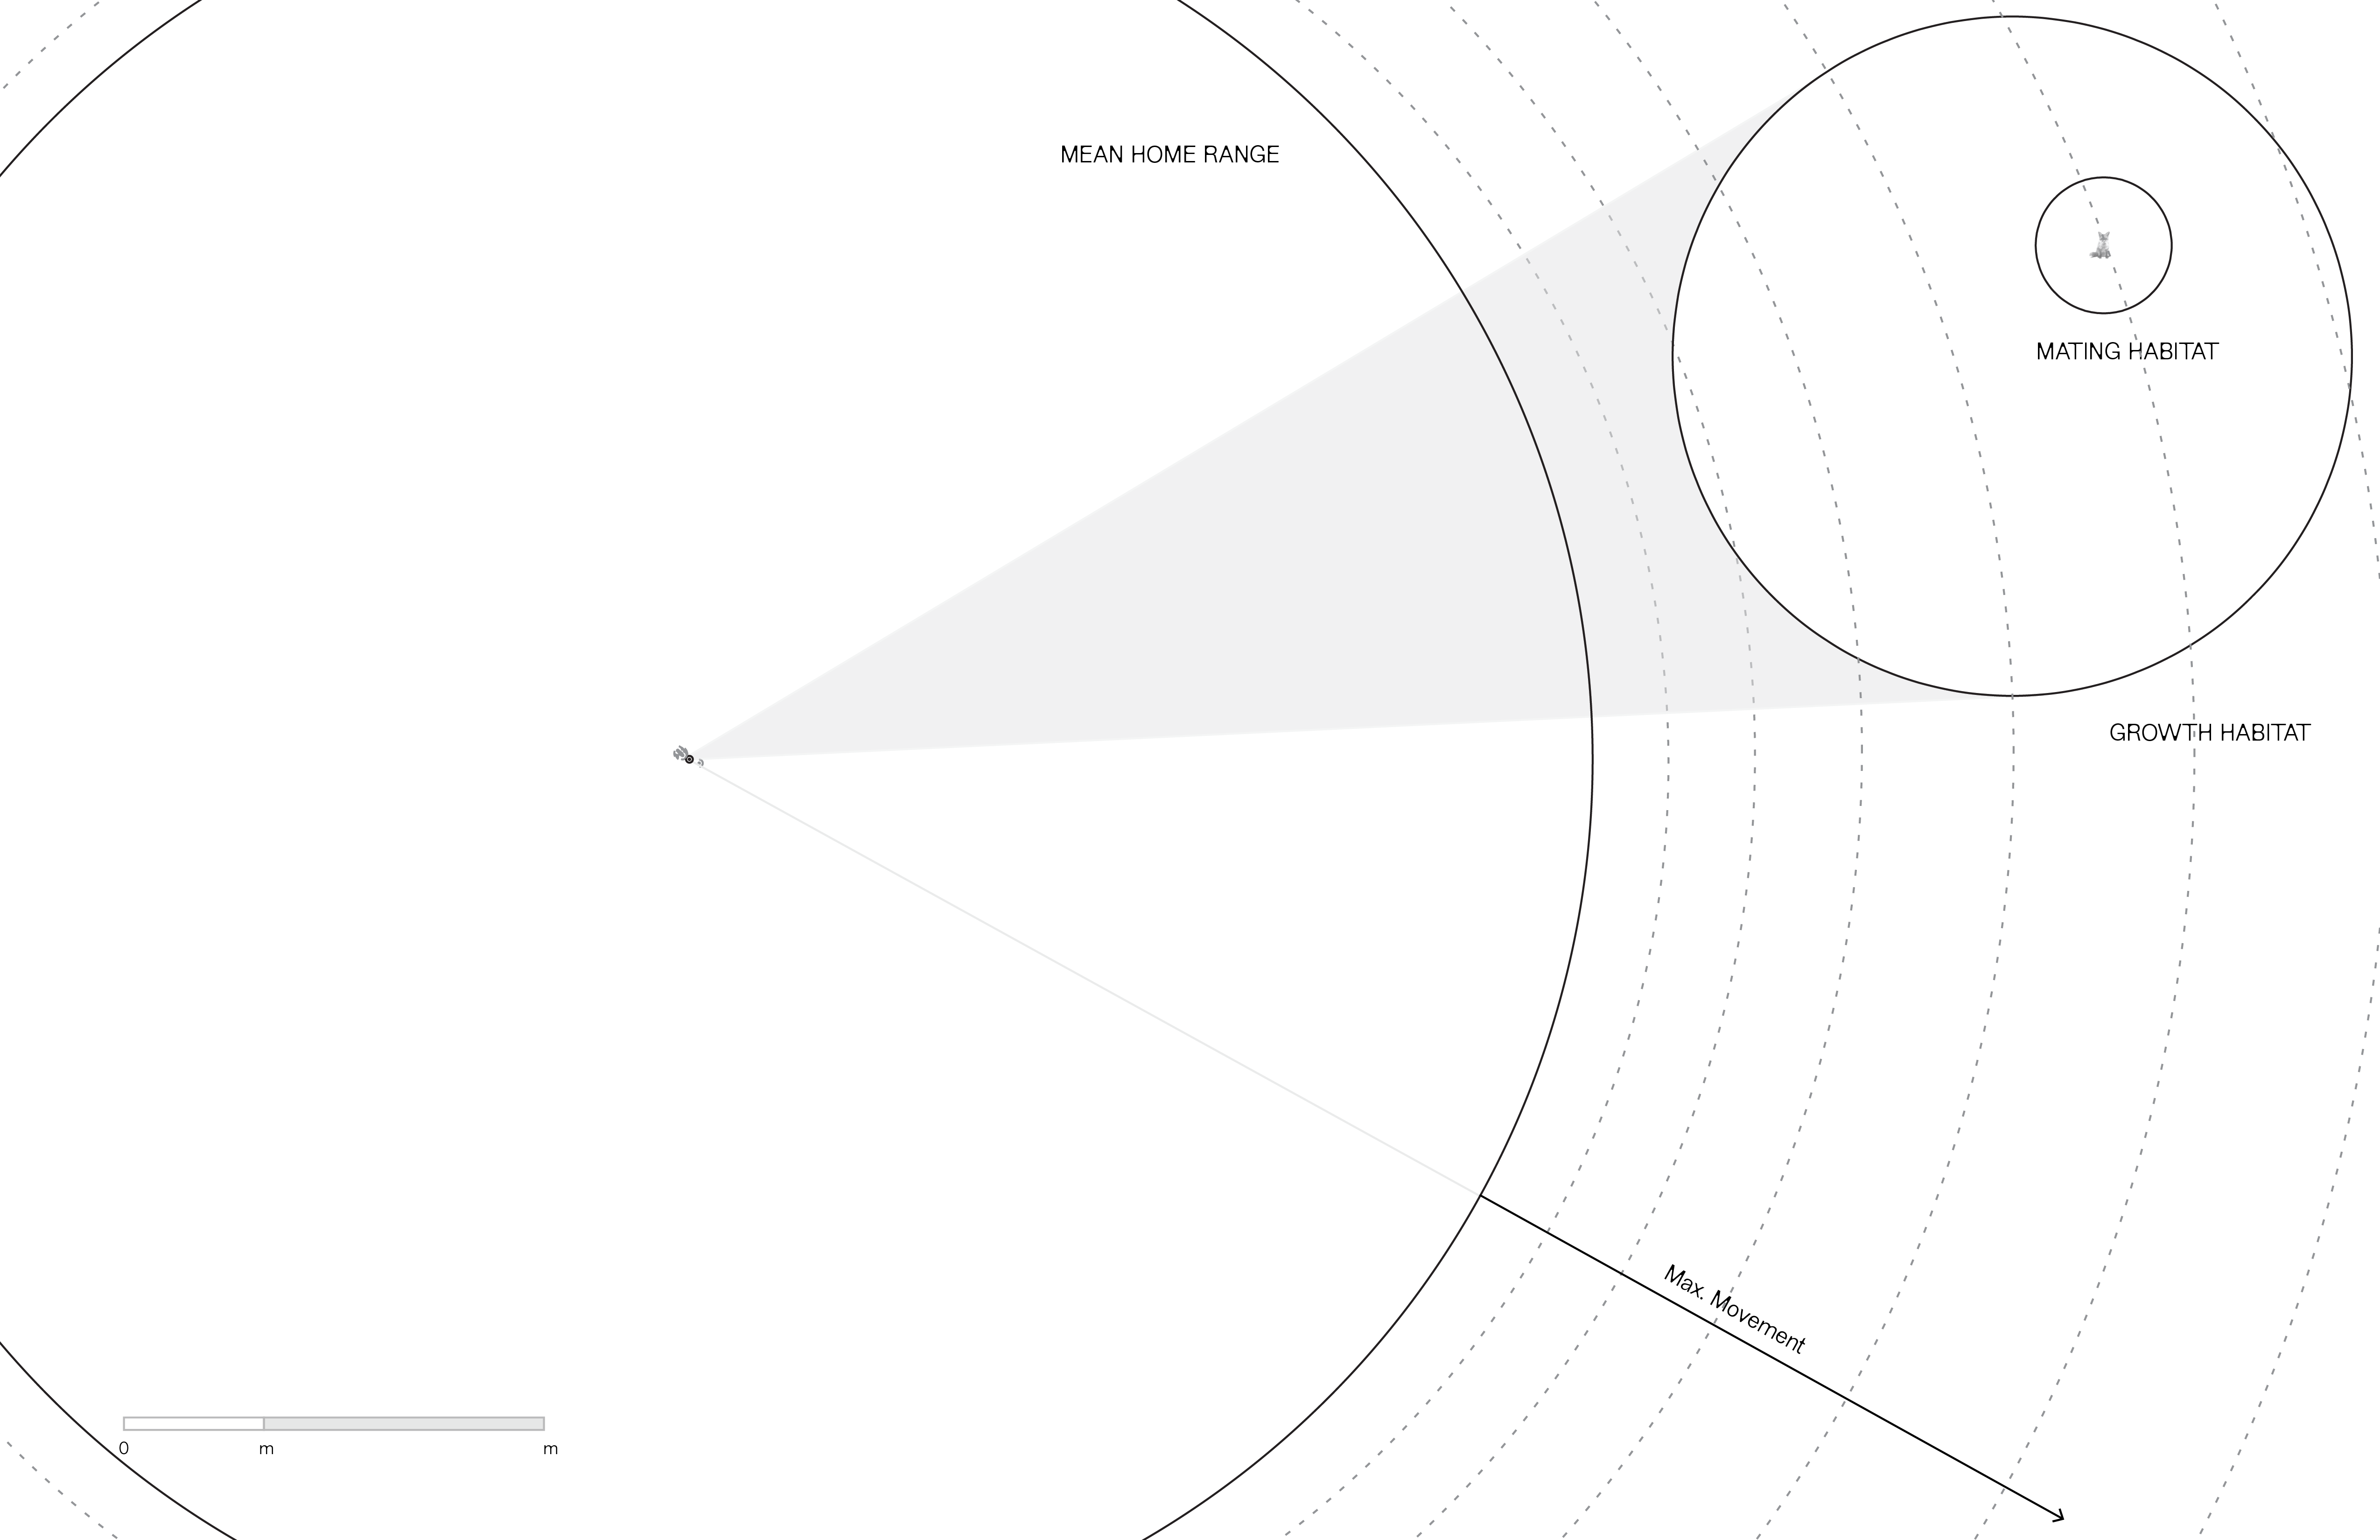 MEAN HOME RANGE
MATING HABITAT
GROWTH HABITAT
Max. Movement
0 m m